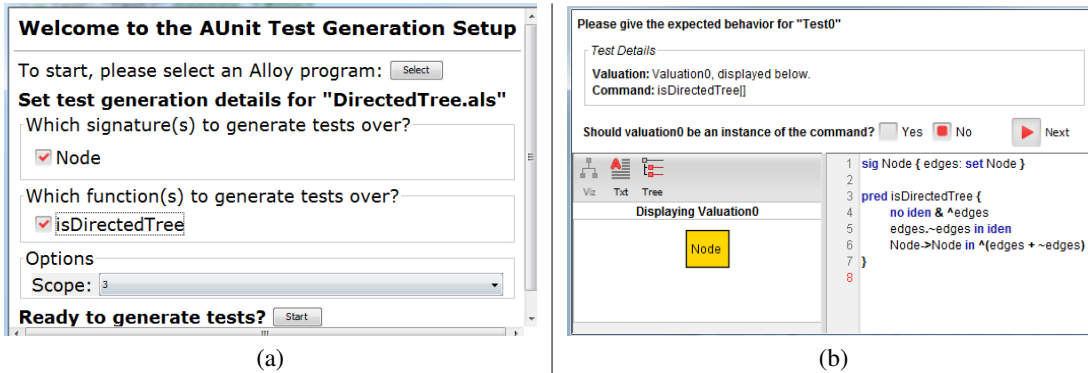 Welcome to the AUnit Test Generation Setup
To start, please select an Alloy program: Select
Set test generation details for "DirectedTree.als"
Which signature(s) to generate tests over?
Node
Which function(s) to generate tests over?
isDirectedTree
Options
Scope: 3
Ready to generate tests? Start
(a)
Please give the expected behavior for "Test0"
Test Details
Valuation: Valuation0, displayed below.
Command: isDirectedTree[]
Should valuation0 be an instance of the command? Yes No Next
Viz Txt Tree
Displaying Valuation0
Node
1 sig Node { edges: set Node }
2
3 pred isDirectedTree {
4 no iden & ^edges
5 edges.~edges in iden
6 Node->Node in ^(edges + ~edges)
7 }
8
(b)